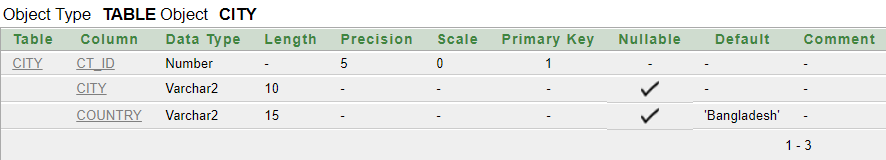 Object Type TABLE Object CITY
Table Column Data Type Length Precision Scale Primary Key Nullable Default Comment
CITY CT_ID Number - 5 0 1 - - -
CITY Varchar2 10 - - - - -
COUNTRY Varchar2 15 - - - 'Bangladesh' -
1 - 3